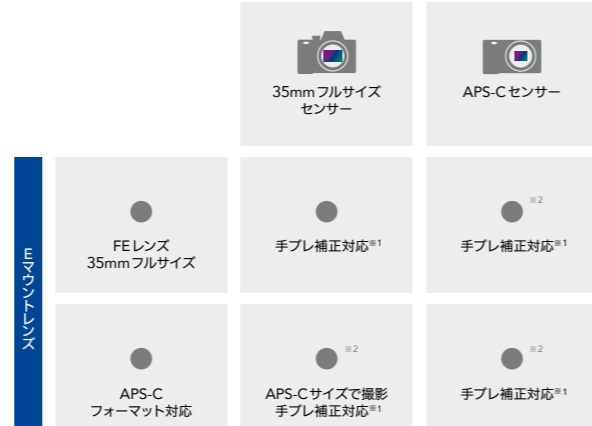 35mmフルサイズ
センサー
APS-Cセンサー
Eマウントレンズ
FEレンズ
35mmフルサイズ
手ブレ補正対応※1
※2
手ブレ補正対応※1
APS-C
フォーマット対応
※2
APS-Cサイズで撮影
手ブレ補正対応※1
※2
手ブレ補正対応※1